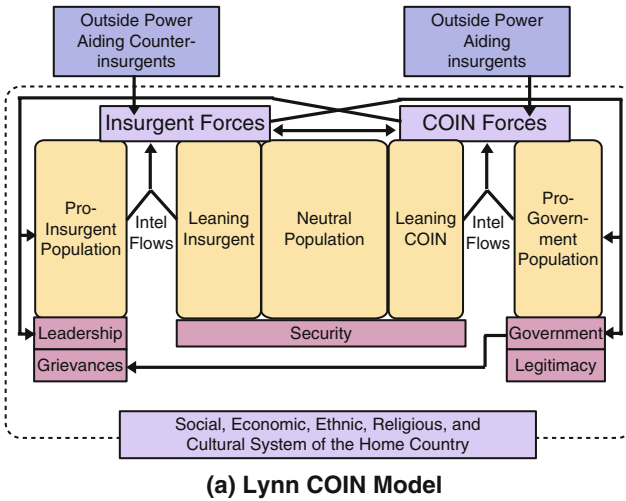 Outside Power
Aiding Counter-
insurgents
Outside Power
Aiding
insurgents
Insurgent Forces
COIN Forces
Pro-
Insurgent
Population
Intel
Flows
Leaning
Insurgent
Neutral
Population
Leaning
COIN
Intel
Flows
Pro-
Govern-
ment
Population
Leadership
Security
Government
Grievances
Legitimacy
Social, Economic, Ethnic, Religious, and
Cultural System of the Home Country
(a) Lynn COIN Model